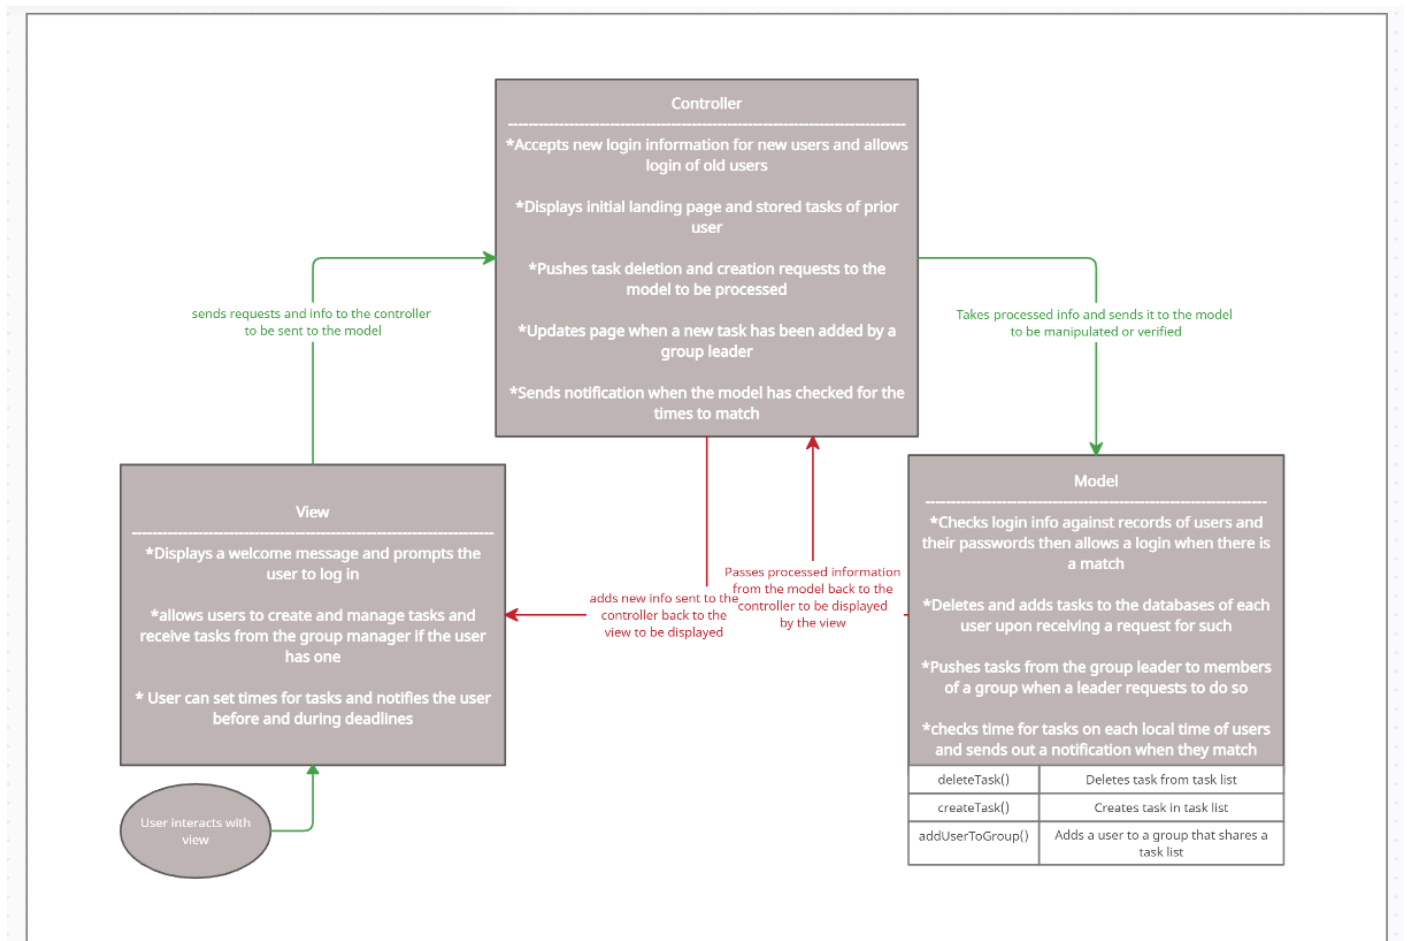 Controller
*Accepts new login information for new users and allows
login of old users
*Displays initial landing page and stored tasks of prior
user
*Pushes task deletion and creation requests to the
model to be processed
*Updates page when a new task has been added by a
group leader
*Sends notification when the model has checked for the
times to match
sends requests and info to the controller
to be sent to the model
Takes processed info and sends it to the model
to be manipulated or verified
View
*Displays a welcome message and prompts the
user to log in
*allows users to create and manage tasks and
receive tasks from the group manager if the user
has one
* User can set times for tasks and notifies the user
before and during deadlines
adds new info sent to the
controller back to the
view to be displayed
Passes processed information
from the model back to the
controller to be displayed
by the view
Model
*Checks login info against records of users and
their passwords then allows a login when there is
a match
*Deletes and adds tasks to the databases of each
user upon receiving a request for such
*Pushes tasks from the group leader to members
of a group when a leader requests to do so
*checks time for tasks on each local time of users
and sends out a notification when they match
deleteTask() Deletes task from task list
createTask() Creates task in task list
addUserToGroup() Adds a user to a group that shares a
task list
User interacts with
view